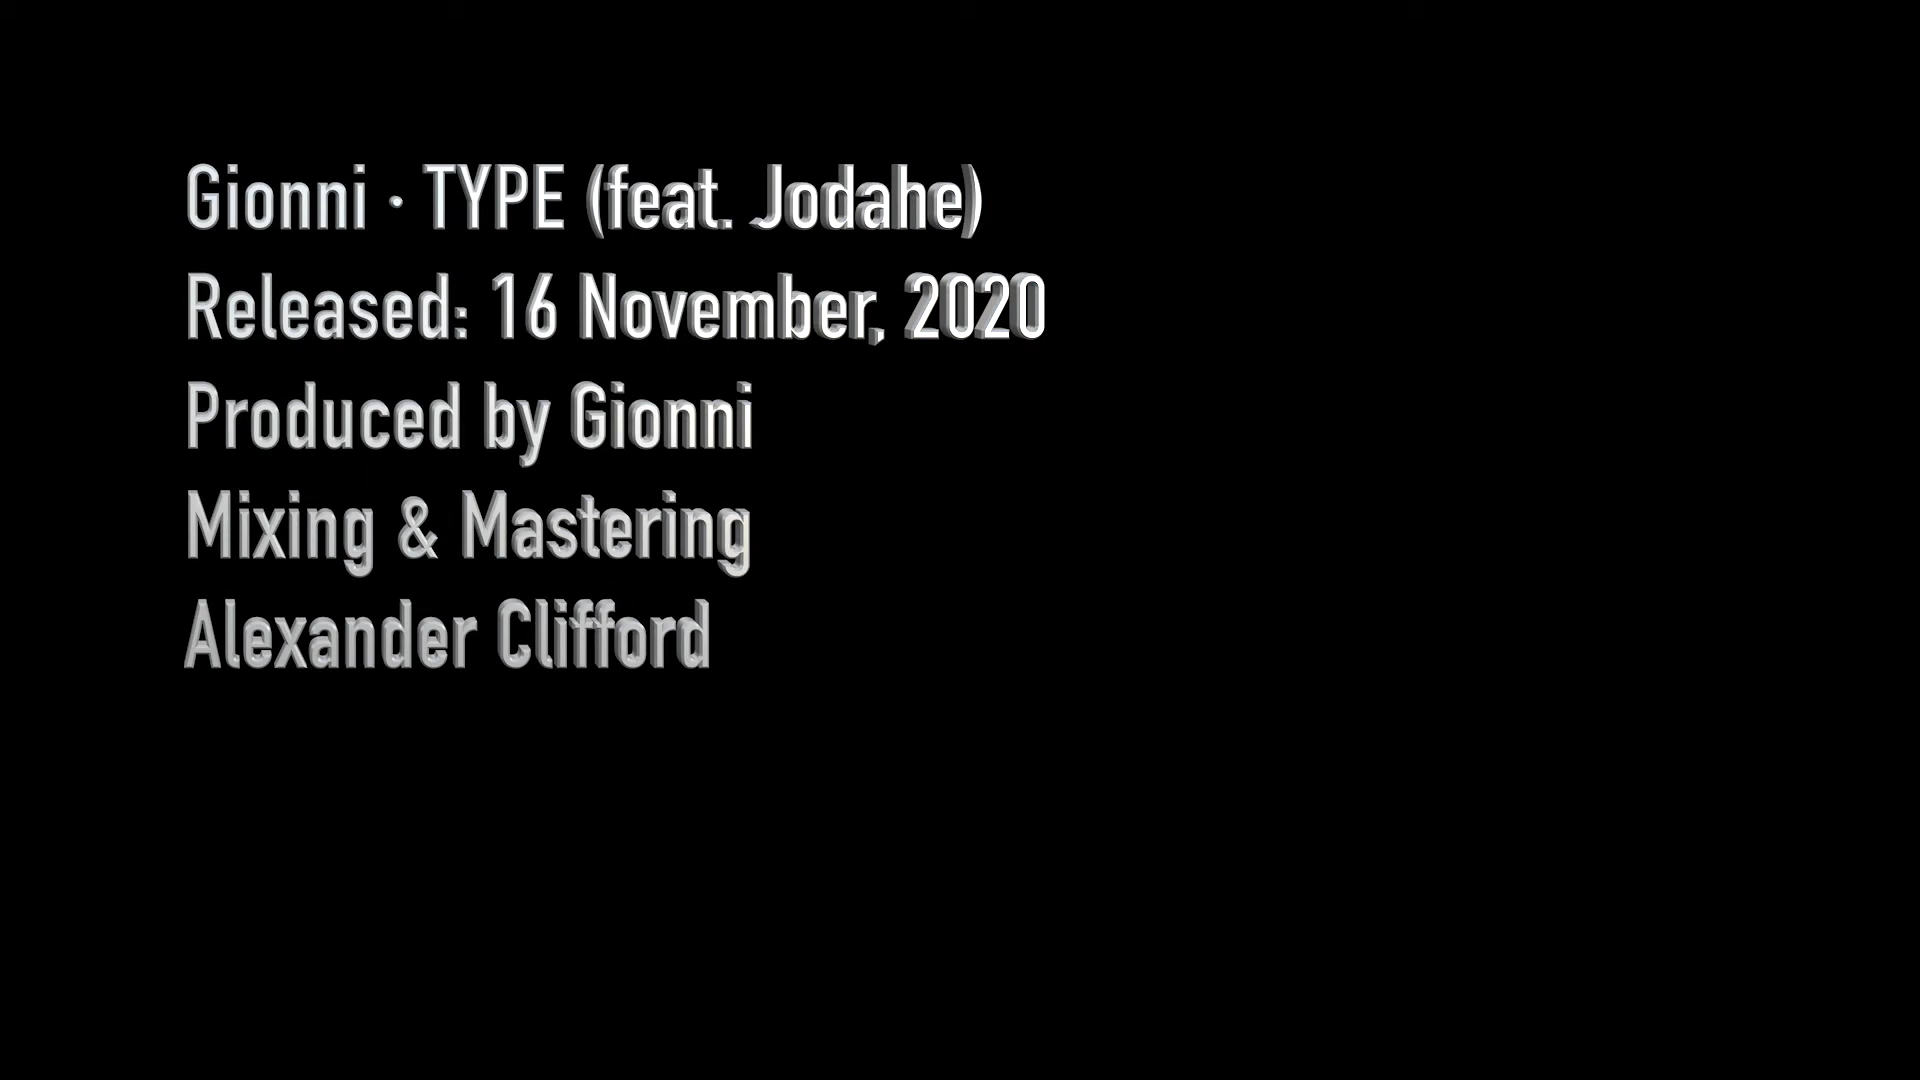 Gionni · TYPE (feat. Jodahe)
Released: 16 November, 2020
Produced by Gionni
Mixing & Mastering
Alexander Clifford